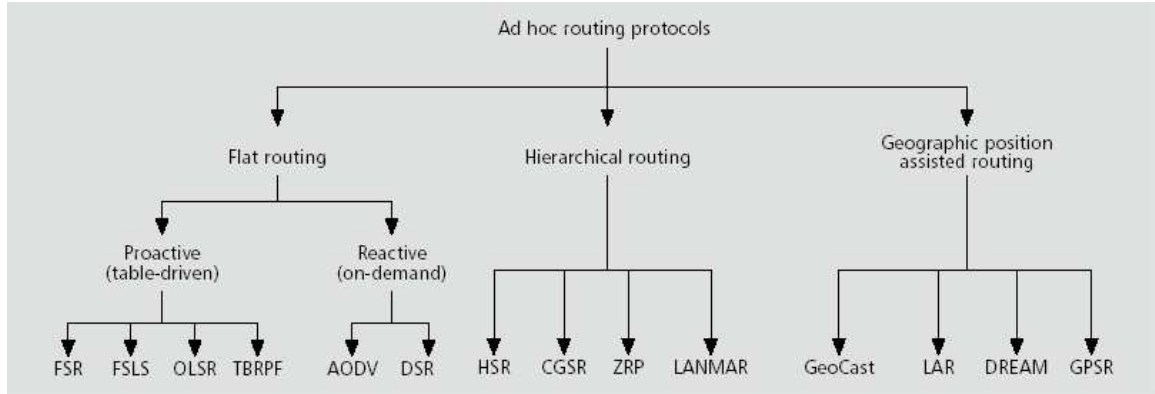 Ad hoc routing protocols
Flat routing
Hierarchical routing
Geographic position
assisted routing
Proactive
(table-driven)
Reactive
(on-demand)
FSR FSLS OLSR TBRPF AODV DSR HSR CGSR ZRP LANMAR GeoCast LAR DREAM GPSR